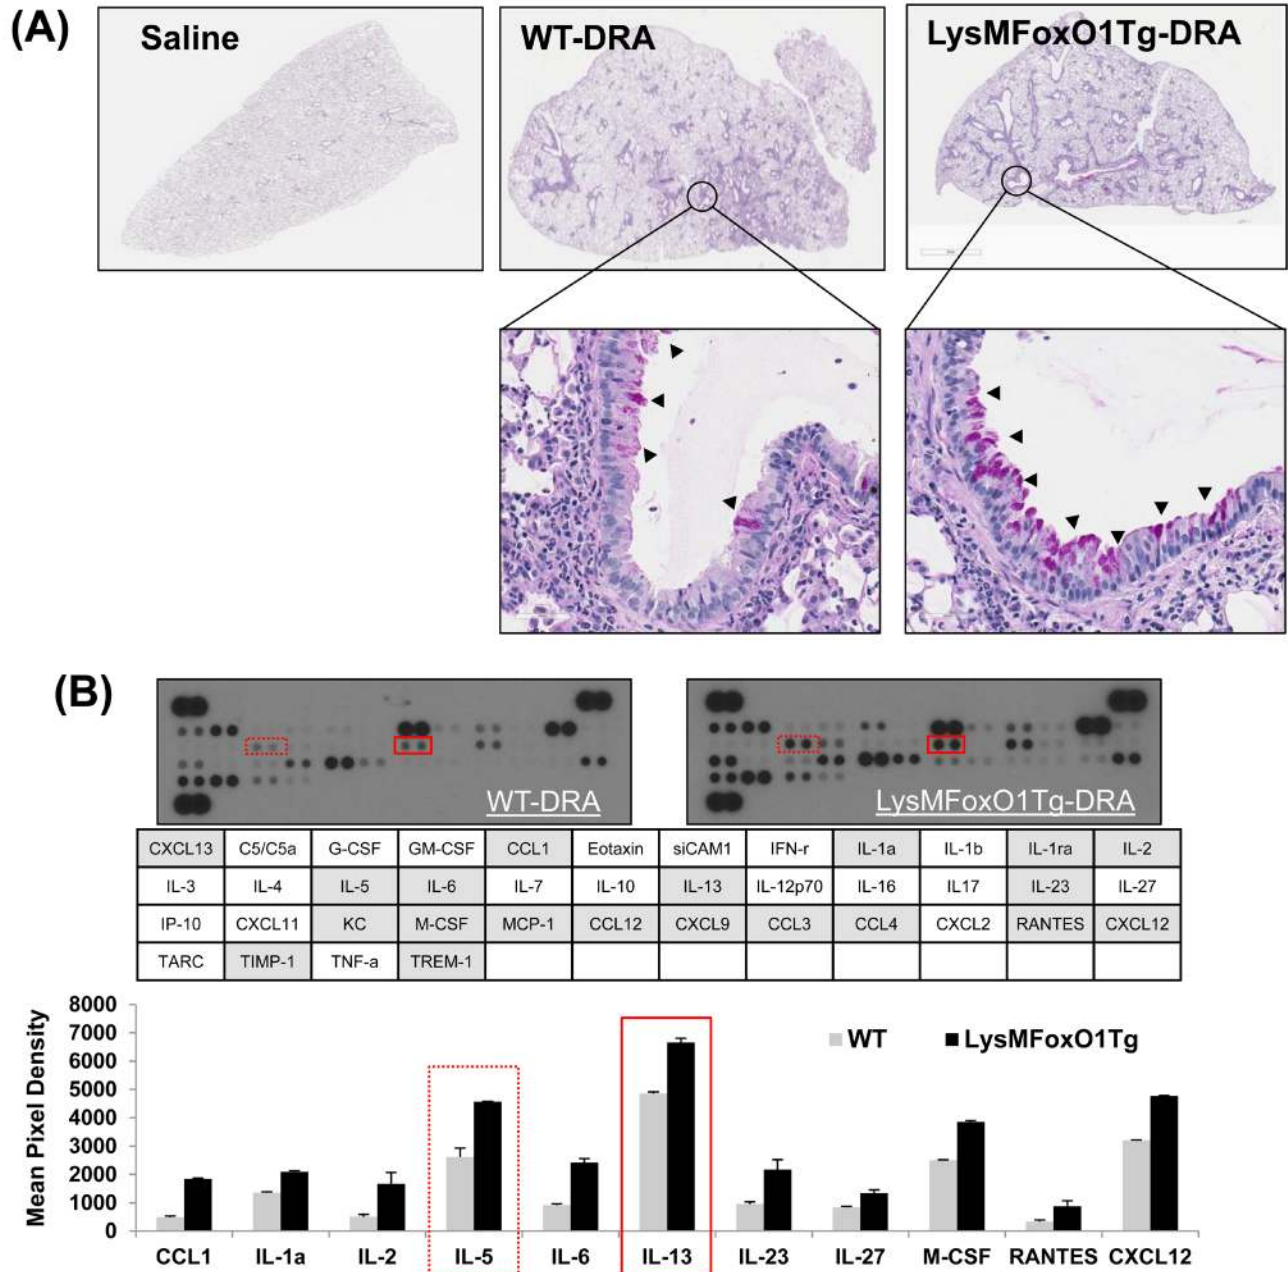 (A)
Saline
WT-DRA
LysMFoxO1Tg-DRA
(B)
WT-DRA
LysMFoxO1Tg-DRA
CXCL13 C5/C5a G-CSF GM-CSF CCL1 Eotaxin siCAM1 IFN-r IL-1a IL-1b IL-1ra IL-2
IL-3 IL-4 IL-5 IL-6 IL-7 IL-10 IL-13 IL-12p70 IL-16 IL17 IL-23 IL-27
IP-10 CXCL11 KC M-CSF MCP-1 CCL12 CXCL9 CCL3 CCL4 CXCL2 RANTES CXCL12
TARC TIMP-1 TNF-a TREM-1
Mean Pixel Density
8000
7000
6000
5000
4000
3000
2000
1000
0
WT LysMFoxO1Tg
CCL1 IL-1a IL-2 IL-5 IL-6 IL-13 IL-23 IL-27 M-CSF RANTES CXCL12